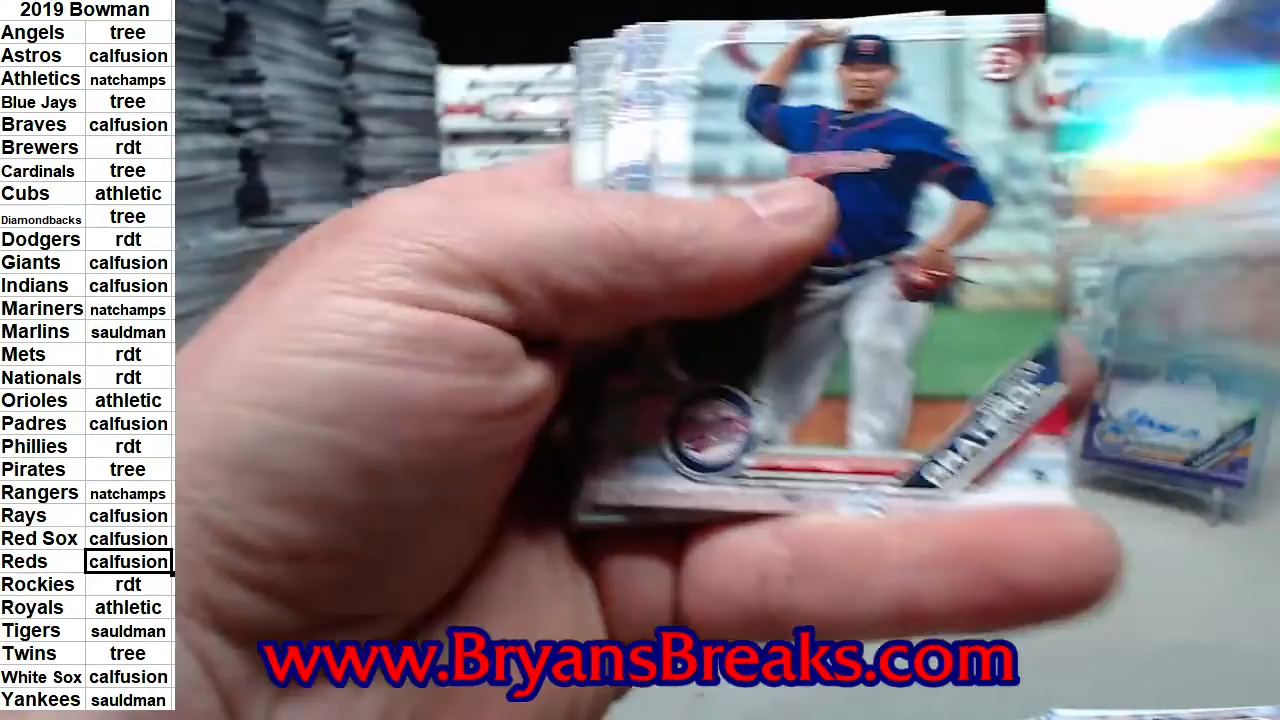 2019 Bowman
Angels tree
Astros calfusion
Athletics natchamps
Blue Jays tree
Braves calfusion
Brewers rdt
Cardinals tree
Cubs athletic
Diamondbacks tree
Dodgers rdt
Giants calfusion
Indians calfusion
Mariners natchamps
Marlins sauldman
Mets rdt
Nationals rdt
Orioles athletic
Padres calfusion
Phillies rdt
Pirates tree
Rangers natchamps
Rays calfusion
Red Sox calfusion
Reds calfusion
Rockies rdt
Royals athletic
Tigers sauldman
Twins tree
White Sox calfusion
Yankees sauldman
www.BryansBreaks.com